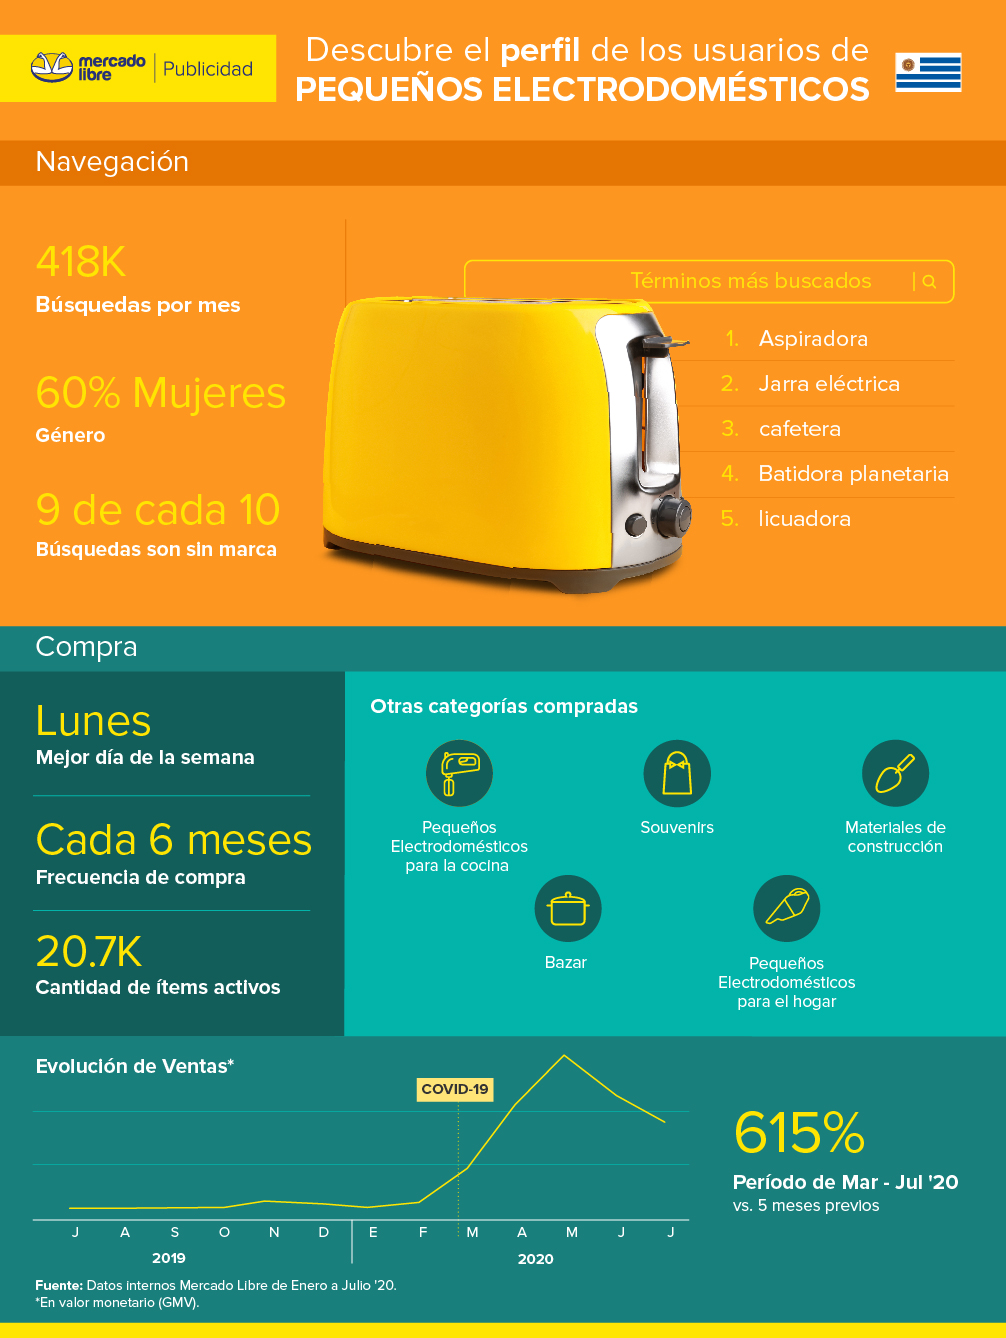 mercado
libre
Publicidad
Descubre el perfil de los usuarios de
PEQUEÑOS ELECTRODOMÉSTICOS
Navegación
418K
Búsquedas por mes
60% Mujeres
Género
9 de cada 10
Búsquedas son sin marca
Términos más buscados
1. Aspiradora
2. Jarra eléctrica
3. cafetera
4. Batidora planetaria
5. licuadora
Compra
Lunes
Mejor día de la semana
Cada 6 meses
Frecuencia de compra
20.7K
Cantidad de ítems activos
Otras categorías compradas
Pequeños
Electrodomésticos
para la cocina
Souvenirs
Materiales de
construcción
Bazar
Pequeños
Electrodomésticos
para el hogar
Evolución de Ventas*
COVID-19
J A S O N D E F M A M J J
2019 2020
615%
Período de Mar - Jul '20
vs. 5 meses previos
Fuente: Datos internos Mercado Libre de Enero a Julio '20.
*En valor monetario (GMV).